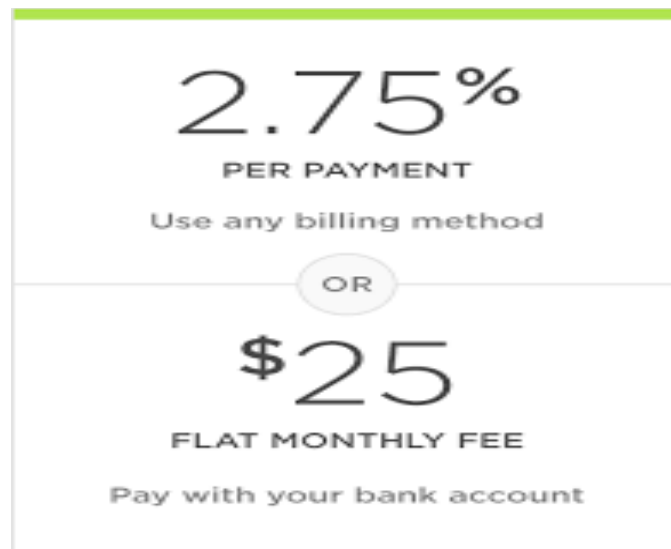 2.75%
PER PAYMENT
Use any billing method
OR
$25
FLAT MONTHLY FEE
Pay with your bank account